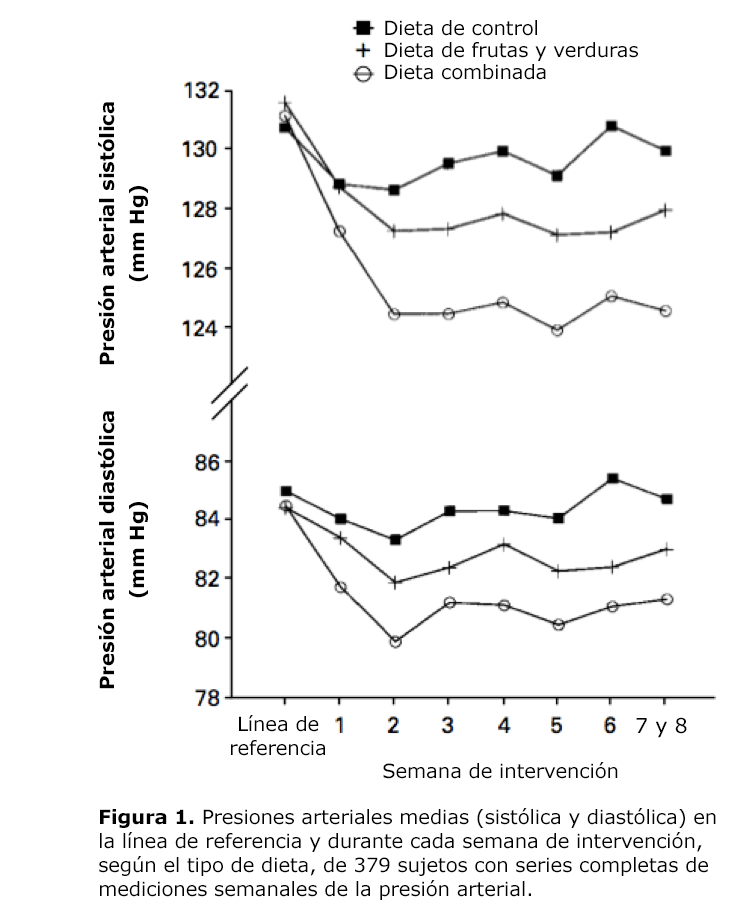 Dieta de control
Dieta de frutas y verduras
Dieta combinada
Presión arterial sistólica
(mm Hg)
132
130
128
126
124
Presión arterial diastólica
(mm Hg)
86
84
82
80
78
Línea de referencia 1 2 3 4 5 6 7 y 8
Semana de intervención
Figura 1. Presiones arteriales medias (sistólica y diastólica) en
la línea de referencia y durante cada semana de intervención,
según el tipo de dieta, de 379 sujetos con series completas de
mediciones semanales de la presión arterial.